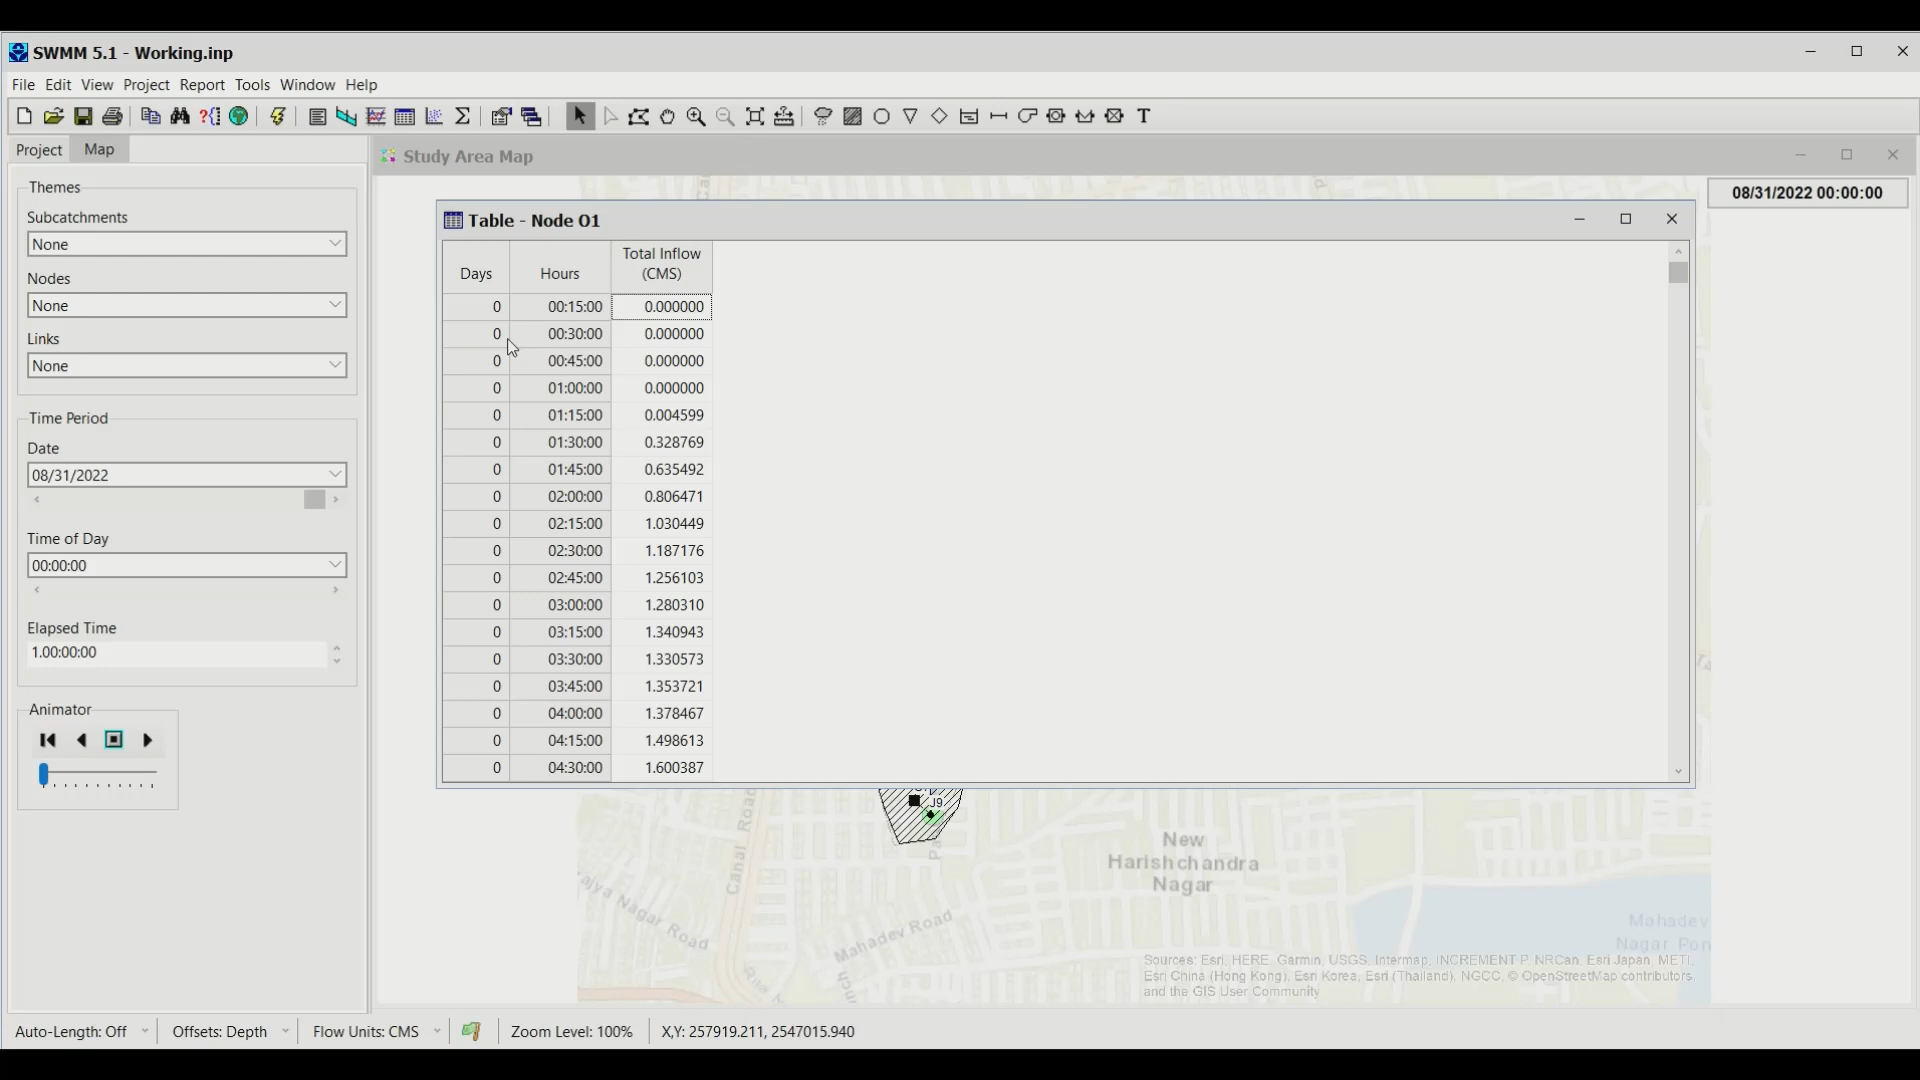 SWMM 5.1 - Working.inp
File Edit View Project Report Tools Window Help
Project Map
Study Area Map
08/31/2022 00:00:00
Themes
Subcatchments
None
Nodes
None
Links
None
Time Period
Date
08/31/2022
Time of Day
00:00:00
Elapsed Time
1.00:00:00
Animator
Table - Node O1
Days Hours Total Inflow (CMS)
0 00:15:00 0.000000
0 00:30:00 0.000000
0 00:45:00 0.000000
0 01:00:00 0.000000
0 01:15:00 0.004599
0 01:30:00 0.328769
0 01:45:00 0.635492
0 02:00:00 0.806471
0 02:15:00 1.030449
0 02:30:00 1.187176
0 02:45:00 1.256103
0 03:00:00 1.280310
0 03:15:00 1.340943
0 03:30:00 1.330573
0 03:45:00 1.353721
0 04:00:00 1.378467
0 04:15:00 1.498613
0 04:30:00 1.600387
J9
Canal Road
New
Harishchandra
Nagar
Nagar Road
Mahadev Road
Mahadev
Nagar Pon
Sources: Esri, HERE, Garmin, USGS, Intermap, INCREMENT P, NRCan, Esri Japan, METI,
Esri China (Hong Kong), Esri Korea, Esri (Thailand), NGCC, © OpenStreetMap contributors,
and the GIS User Community
Auto-Length: Off Offsets: Depth Flow Units: CMS Zoom Level: 100% X,Y: 257919.211, 2547015.940